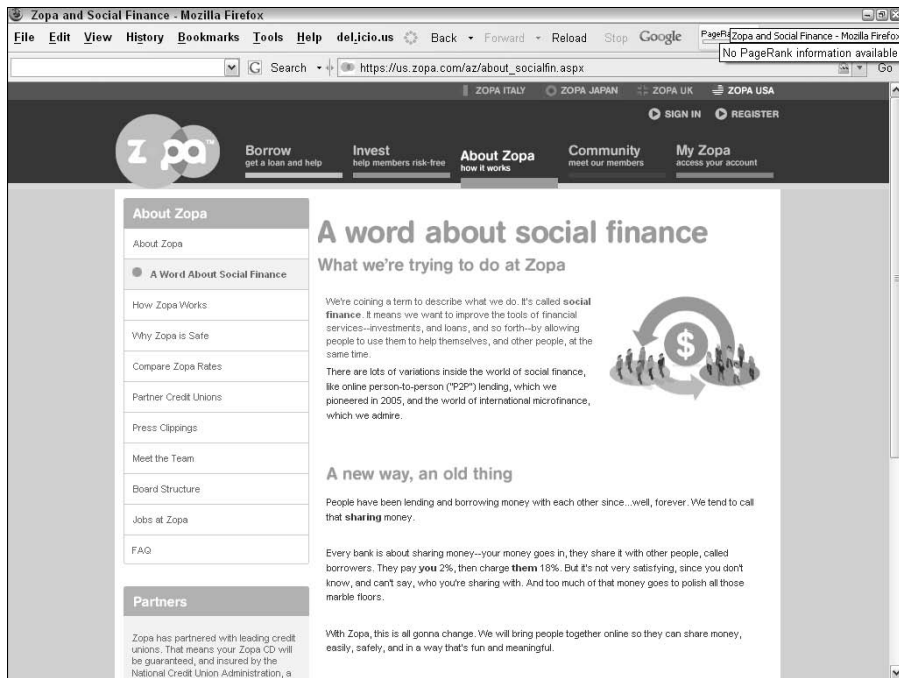 Zopa and Social Finance - Mozilla Firefox
File Edit View History Bookmarks Tools Help del.icio.us Back Forward Reload Stop Google PageRa
Zopa and Social Finance - Mozilla Firefox
No PageRank information available
G Search https://us.zopa.com/az/about_socialfin.aspx Go
ZOPA ITALY ZOPA JAPAN ZOPA UK ZOPA USA
SIGN IN REGISTER
zopa™
Borrow
get a loan and help
Invest
help members risk-free
About Zopa
how it works
Community
meet our members
My Zopa
access your account
About Zopa
About Zopa
A Word About Social Finance
How Zopa Works
Why Zopa is Safe
Compare Zopa Rates
Partner Credit Unions
Press Clippings
Meet the Team
Board Structure
Jobs at Zopa
FAQ
Partners
Zopa has partnered with leading credit
unions. That means your Zopa CD will
be guaranteed, and insured by the
National Credit Union Administration, a
A word about social finance
What we're trying to do at Zopa
We're coining a term to describe what we do. It's called social
finance. It means we want to improve the tools of financial
services--investments, and loans, and so forth--by allowing
people to use them to help themselves, and other people, at the
same time.
There are lots of variations inside the world of social finance,
like online person-to-person ("P2P") lending, which we
pioneered in 2005, and the world of international microfinance,
which we admire.
$
A new way, an old thing
People have been lending and borrowing money with each other since...well, forever. We tend to call
that sharing money.
Every bank is about sharing money--your money goes in, they share it with other people, called
borrowers. They pay you 2%, then charge them 18%. But it's not very satisfying, since you don't
know, and can't say, who you're sharing with. And too much of that money goes to polish all those
marble floors.
With Zopa, this is all gonna change. We will bring people together online so they can share money,
easily, safely, and in a way that's fun and meaningful.